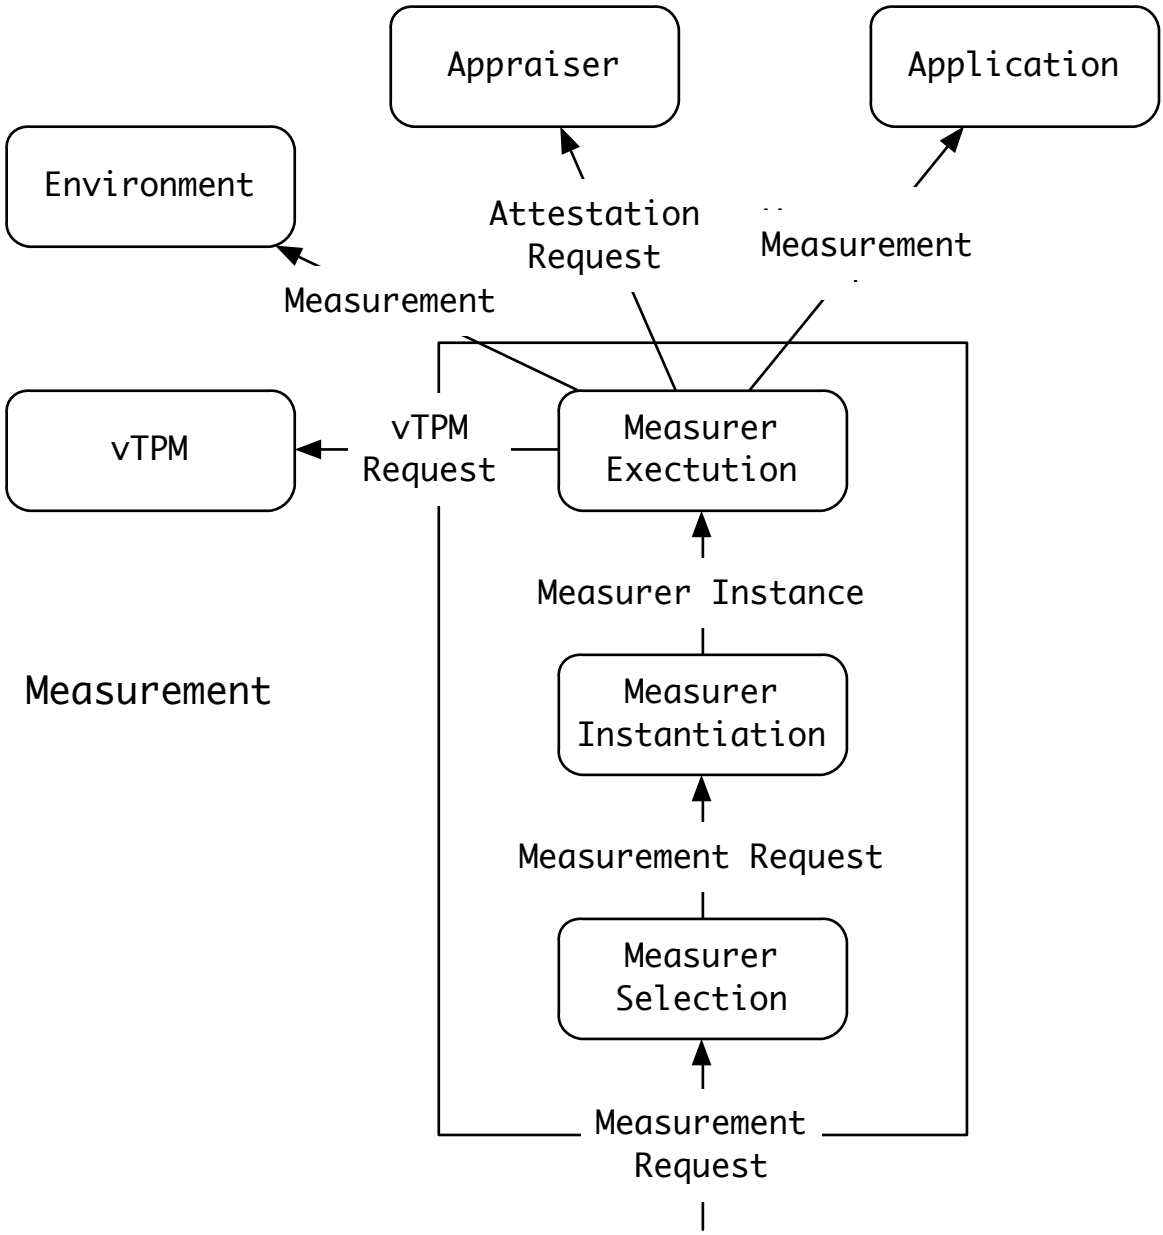 Appraiser
Application
Environment
Attestation
Request
Measurement
Measurement
vTPM
vTPM
Request
Measurer
Exectution
Measurer Instance
Measurement
Measurer
Instantiation
Measurement Request
Measurer
Selection
Measurement
Request